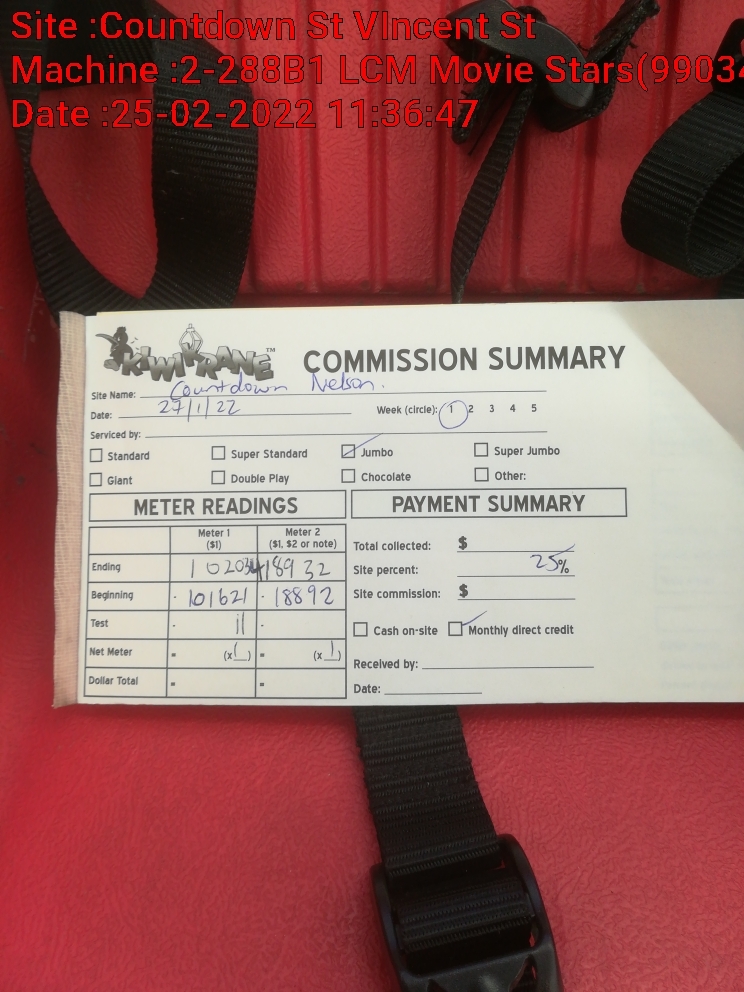 Site :Countdown St VIncent St
Machine :2-288B1 LCM Movie Stars(9903
Date :25-02-2022 11:36:47
KIWIKRANE™ COMMISSION SUMMARY
Site Name: Countdown Nelson.
Date: 27/1/22 Week (circle): 1 2 3 4 5
Serviced by:
Standard Super Standard Jumbo Super Jumbo
Giant Double Play Chocolate Other:
METER READINGS PAYMENT SUMMARY
Meter 1 ($1) Meter 2 ($1, $2 or note)
Total collected: $
Ending 18932
Site percent: 25%
Beginning 101621 18892
Site commission: $
Test 11
Cash on-site Monthly direct credit
Net Meter = (x1) = (x1)
Received by:
Dollar Total = =
Date: